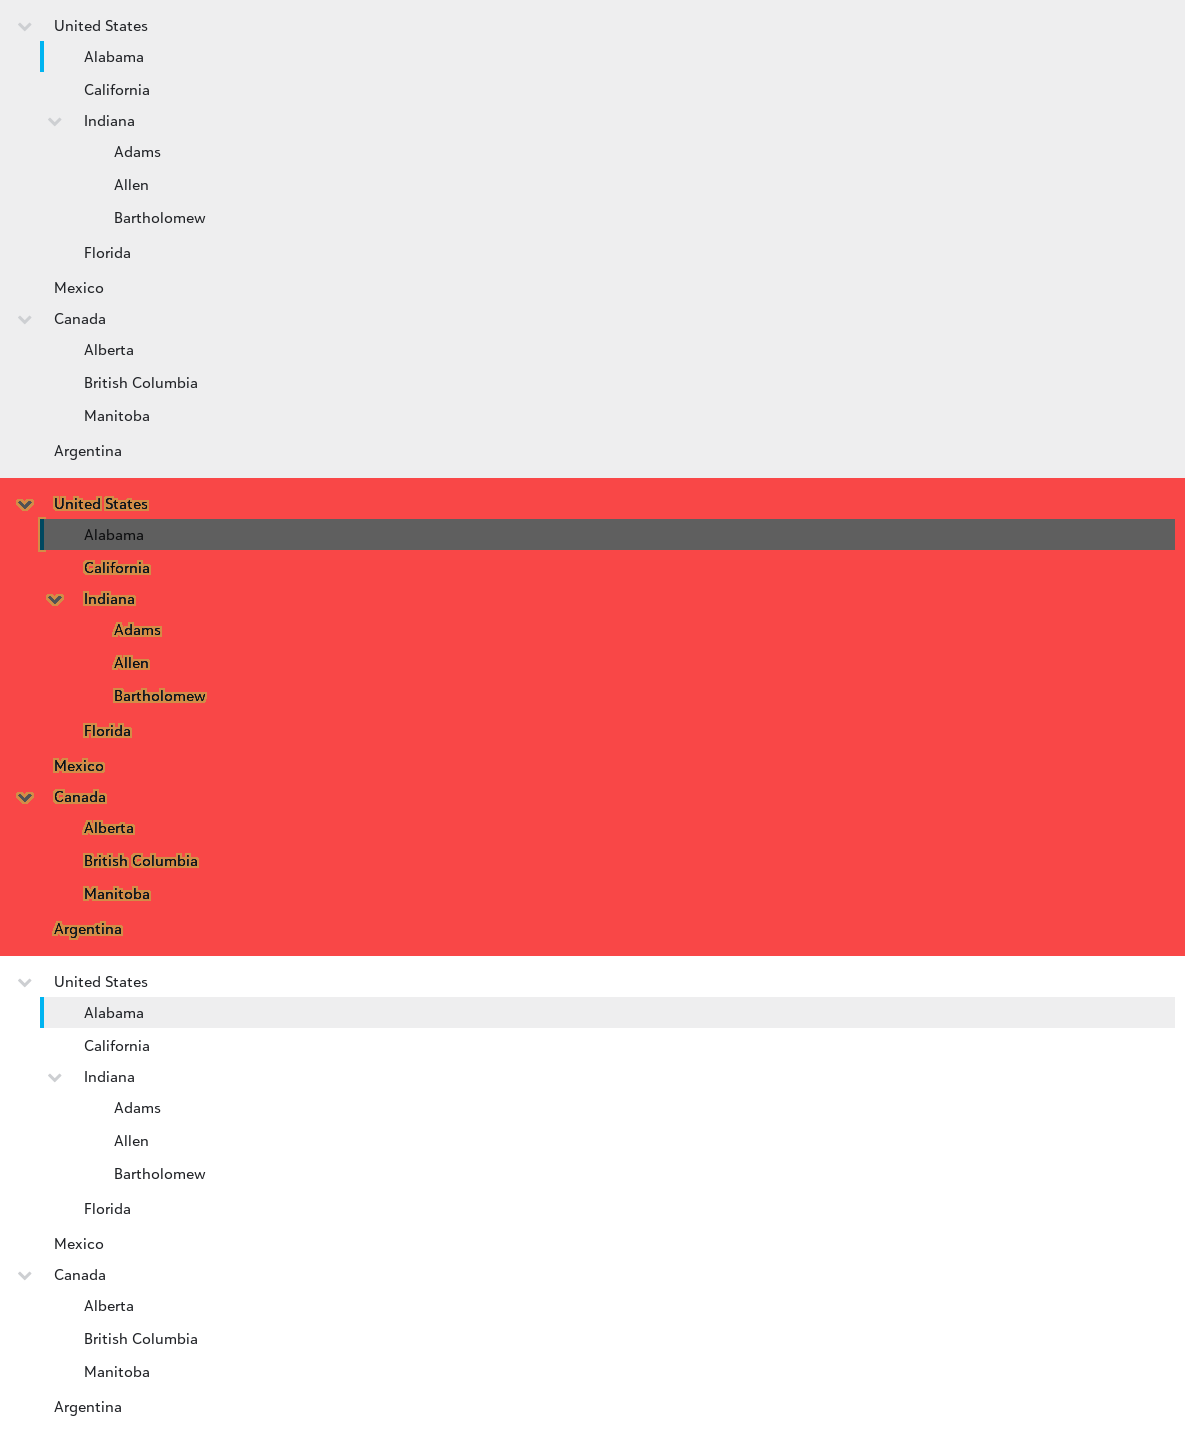 United States
Alabama
California
Indiana
Adams
Allen
Bartholomew
Florida
Mexico
Canada
Alberta
British Columbia
Manitoba
Argentina
United States
Alabama
California
Indiana
Adams
Allen
Bartholomew
Florida
Mexico
Canada
Alberta
British Columbia
Manitoba
Argentina
United States
Alabama
California
Indiana
Adams
Allen
Bartholomew
Florida
Mexico
Canada
Alberta
British Columbia
Manitoba
Argentina